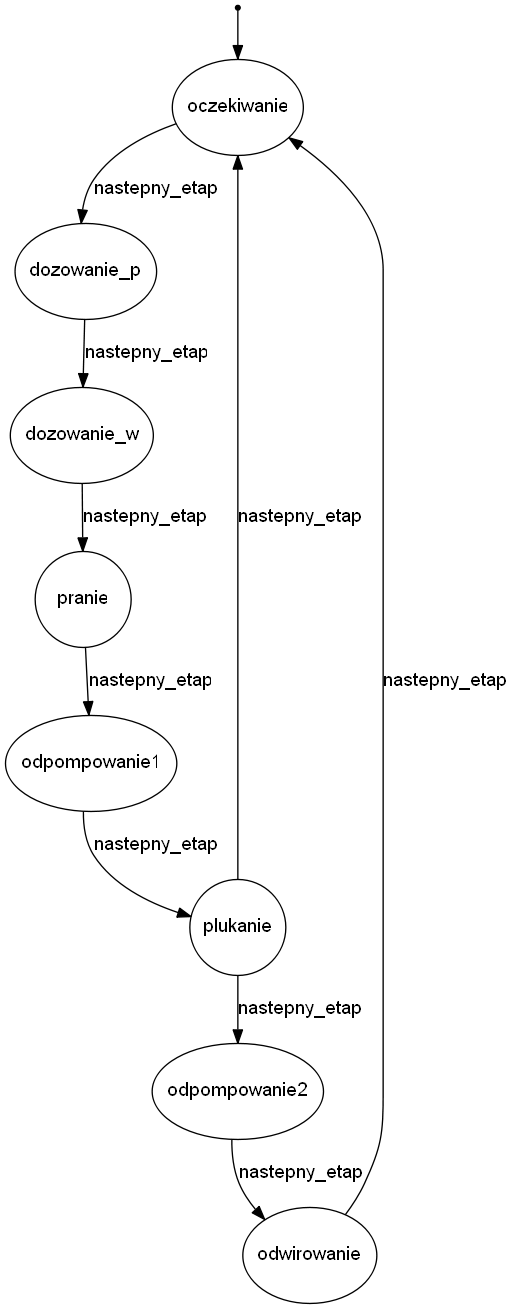 oczekiwanie
nastepny_etap
dozowanie_p
nastepny_etap
dozowanie_w
nastepny_etap
nastepny_etap
pranie
nastepny_etap
nastepny_etap
odpompowanie1
nastepny_etap
plukanie
nastepny_etap
odpompowanie2
nastepny_etap
odwirowanie